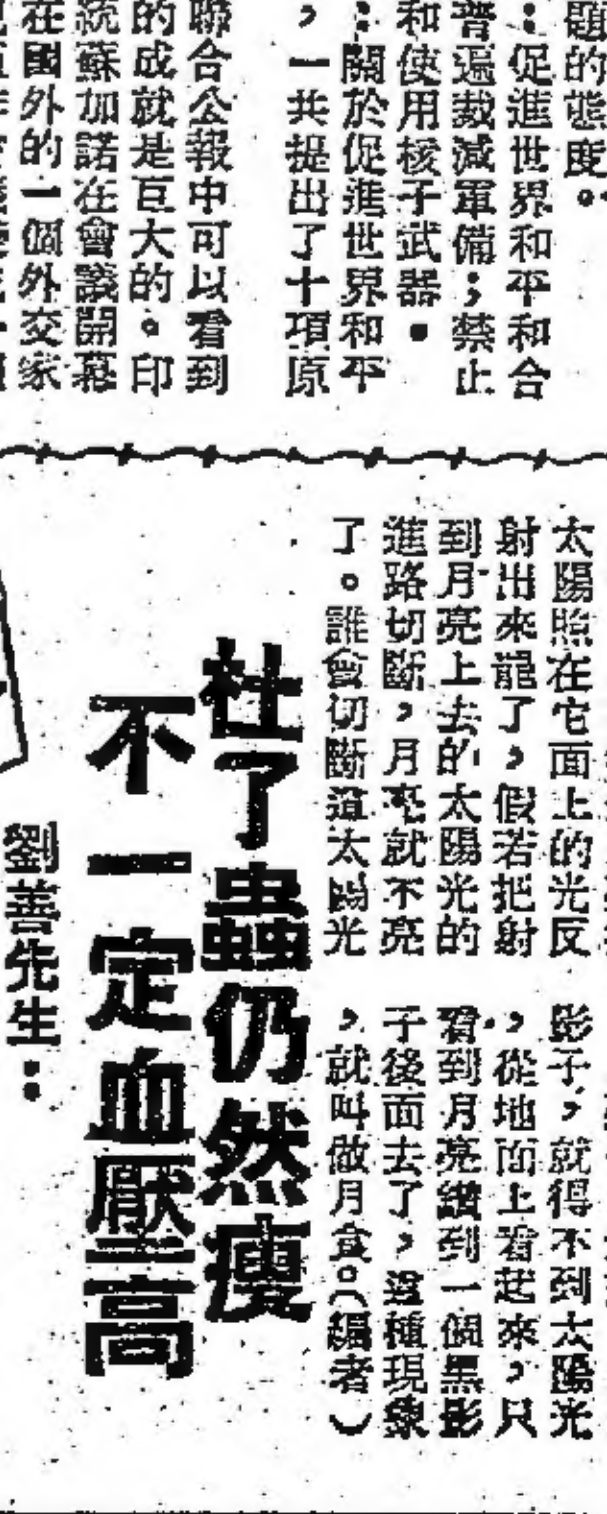 題的態度。
：促進世界和平和合
普遍裁減軍備；禁止
和使用核子武器。
：關於促進世界和平
，一共提出了十項原
聯合公報中可以看到
的成就是巨大的。印
統蘇加諾在會議開幕
在國外的一個外交家
太陽照在它面上的光反
射出來罷了，假若把射
到月亮上去的太陽光的
進路切斷，月亮就不亮
了。誰會切斷這太陽光
影子，就得不到太陽光
，從地面上看起來，只
看到月亮鑽到一個黑影
子後面去了，這種現象
，就叫做月食。（編者）
杜了蟲仍然瘦
不一定血壓高
劉善先生：